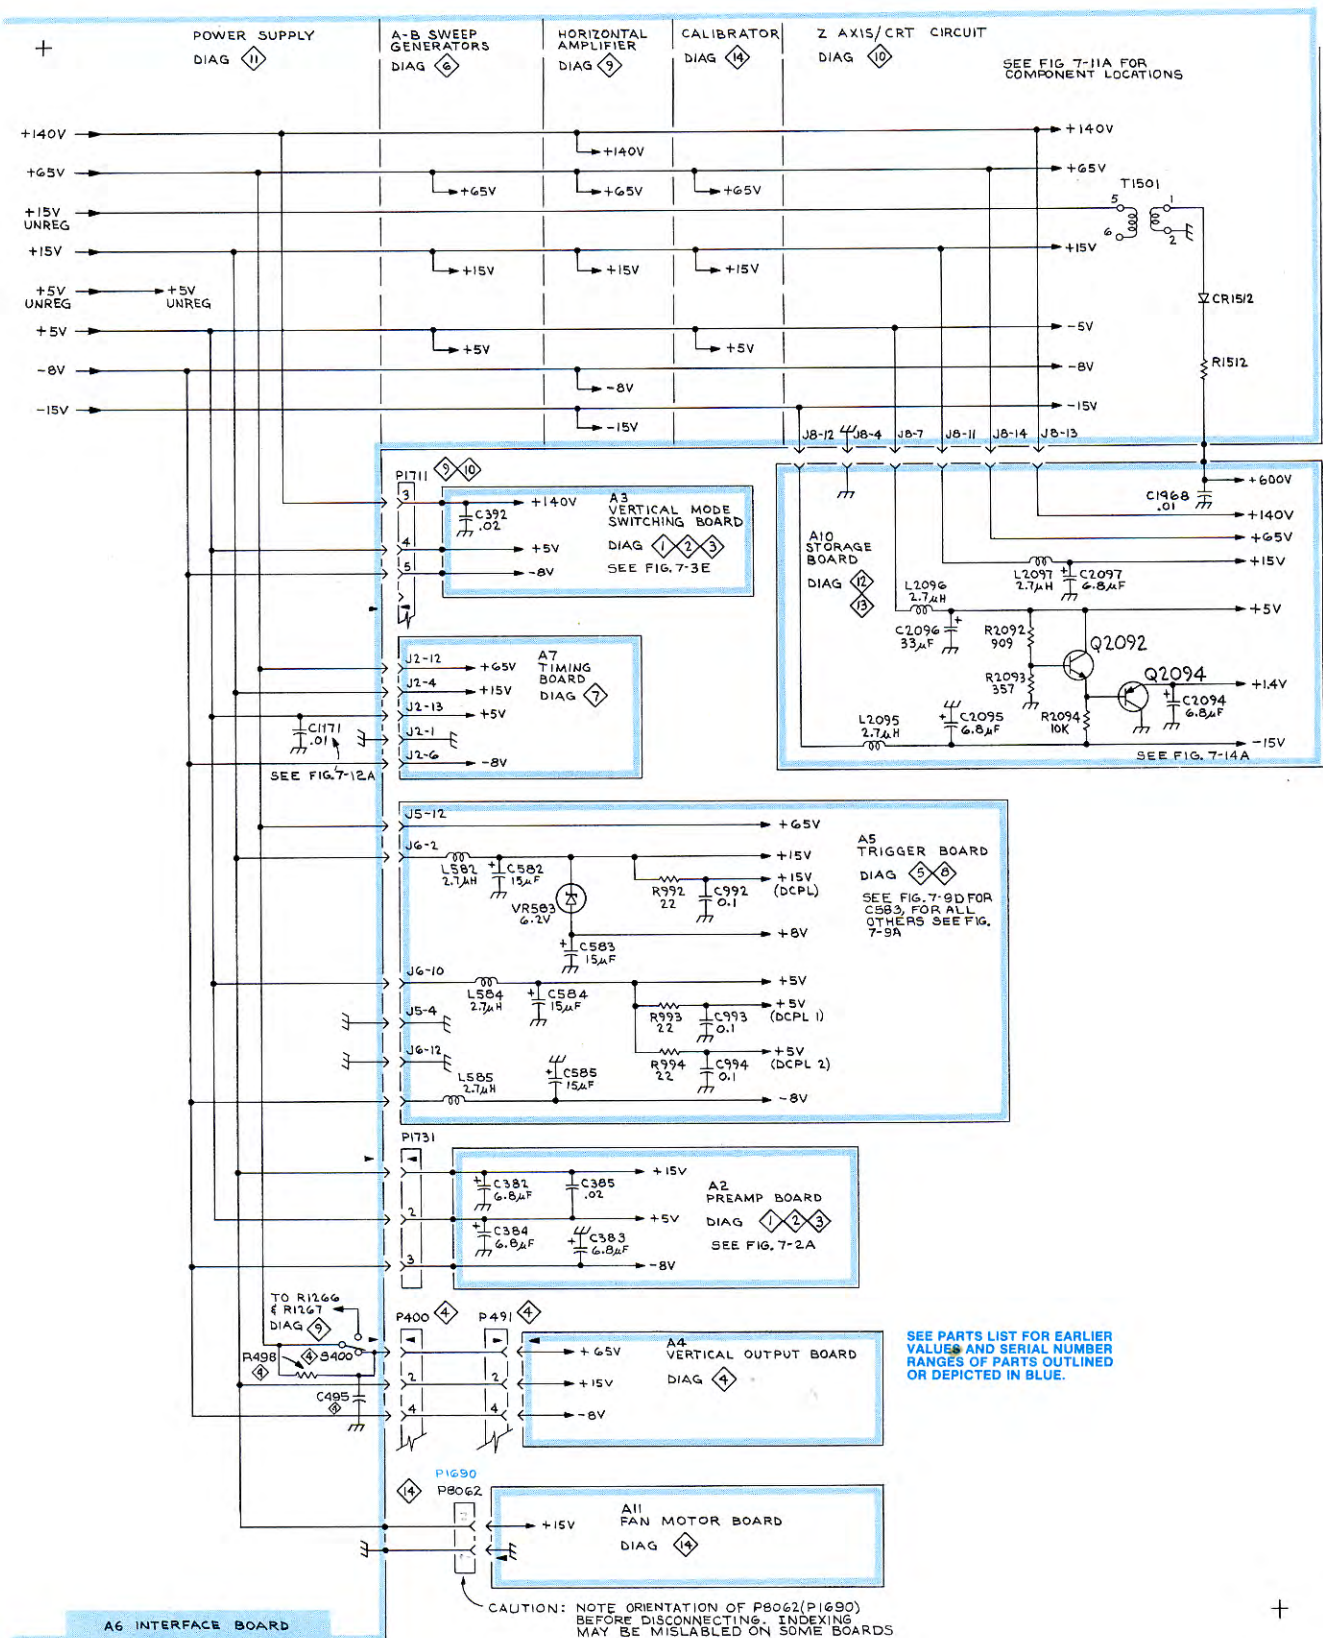 POWER SUPPLY
DIAG 11
A-B SWEEP
GENERATORS
DIAG 6
HORIZONTAL
AMPLIFIER
DIAG 9
CALIBRATOR
DIAG 14
Z AXIS/CRT CIRCUIT
DIAG 10
SEE FIG 7-11A FOR
COMPONENT LOCATIONS
+140V
+140V
+140V
+65V
+65V
+65V
+65V
+65V
+15V
UNREG
T1501
5
6
1
2
+15V
+15V
+15V
+15V
+15V
+5V
UNREG
+5V
UNREG
CR1512
+5V
+5V
+5V
-5V
R1512
-8V
-8V
-8V
-15V
-15V
-15V
J8-12
J8-4
J8-7
J8-11
J8-14
J8-13
P1711
9 10
3
4
5
C392
.02
+140V
+5V
-8V
A3
VERTICAL MODE
SWITCHING BOARD
DIAG 1 2 3
SEE FIG.7-3E
+600V
C1968
.01
+140V
+65V
+15V
A10
STORAGE
BOARD
DIAG 12
13
L2097
2.7µH
C2097
6.8µF
L2096
2.7µH
+5V
C2096
33µF
R2092
909
Q2092
R2093
357
Q2094
+1.4V
C2094
6.8µF
L2095
2.7µH
C2095
6.8µF
R2094
10K
-15V
SEE FIG. 7-14A
J2-12
+65V
J2-4
+15V
J2-13
+5V
J2-1
J2-6
-8V
A7
TIMING
BOARD
DIAG 7
C1171
.01
SEE FIG.7-12A
J5-12
+65V
J6-2
+15V
L582
2.7µH
C582
15µF
VR583
6.2V
R992
22
C992
0.1
+15V
(DCPL)
+8V
C583
15µF
A5
TRIGGER BOARD
DIAG 5 8
SEE FIG.7-9D FOR
C583, FOR ALL
OTHERS SEE FIG.
7-9A
J6-10
+5V
L584
2.7µH
C584
15µF
R993
22
C993
0.1
+5V
(DCPL 1)
J5-4
J6-12
R994
22
C994
0.1
+5V
(DCPL 2)
L585
2.7µH
C585
15µF
-8V
P1731
2
3
C382
6.8µF
C385
.02
+15V
C384
6.8µF
C383
6.8µF
+5V
-8V
A2
PREAMP BOARD
DIAG 1 2 3
SEE FIG. 7-2A
TO R1266
& R1267
DIAG 9
R498
4
4 S400
C495
4
P400 4
P491 4
2
2
4
4
+65V
+15V
-8V
A4
VERTICAL OUTPUT BOARD
DIAG 4
SEE PARTS LIST FOR EARLIER
VALUES AND SERIAL NUMBER
RANGES OF PARTS OUTLINED
OR DEPICTED IN BLUE.
P1690
14 P8062
+15V
A11
FAN MOTOR BOARD
DIAG 14
CAUTION: NOTE ORIENTATION OF P8062(P1690)
BEFORE DISCONNECTING. INDEXING
MAY BE MISLABLED ON SOME BOARDS
A6 INTERFACE BOARD